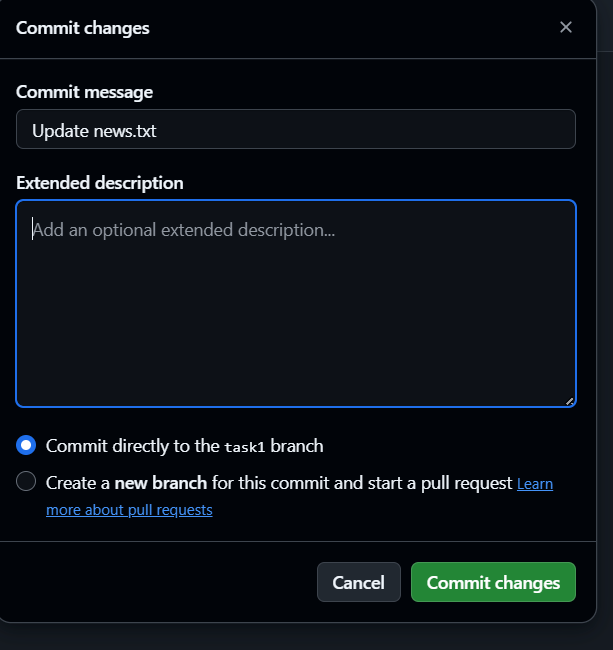 Commit changes
Commit message
Update news.txt
Extended description
Add an optional extended description...
Commit directly to the task1 branch
Create a new branch for this commit and start a pull request Learn
more about pull requests
Cancel
Commit changes